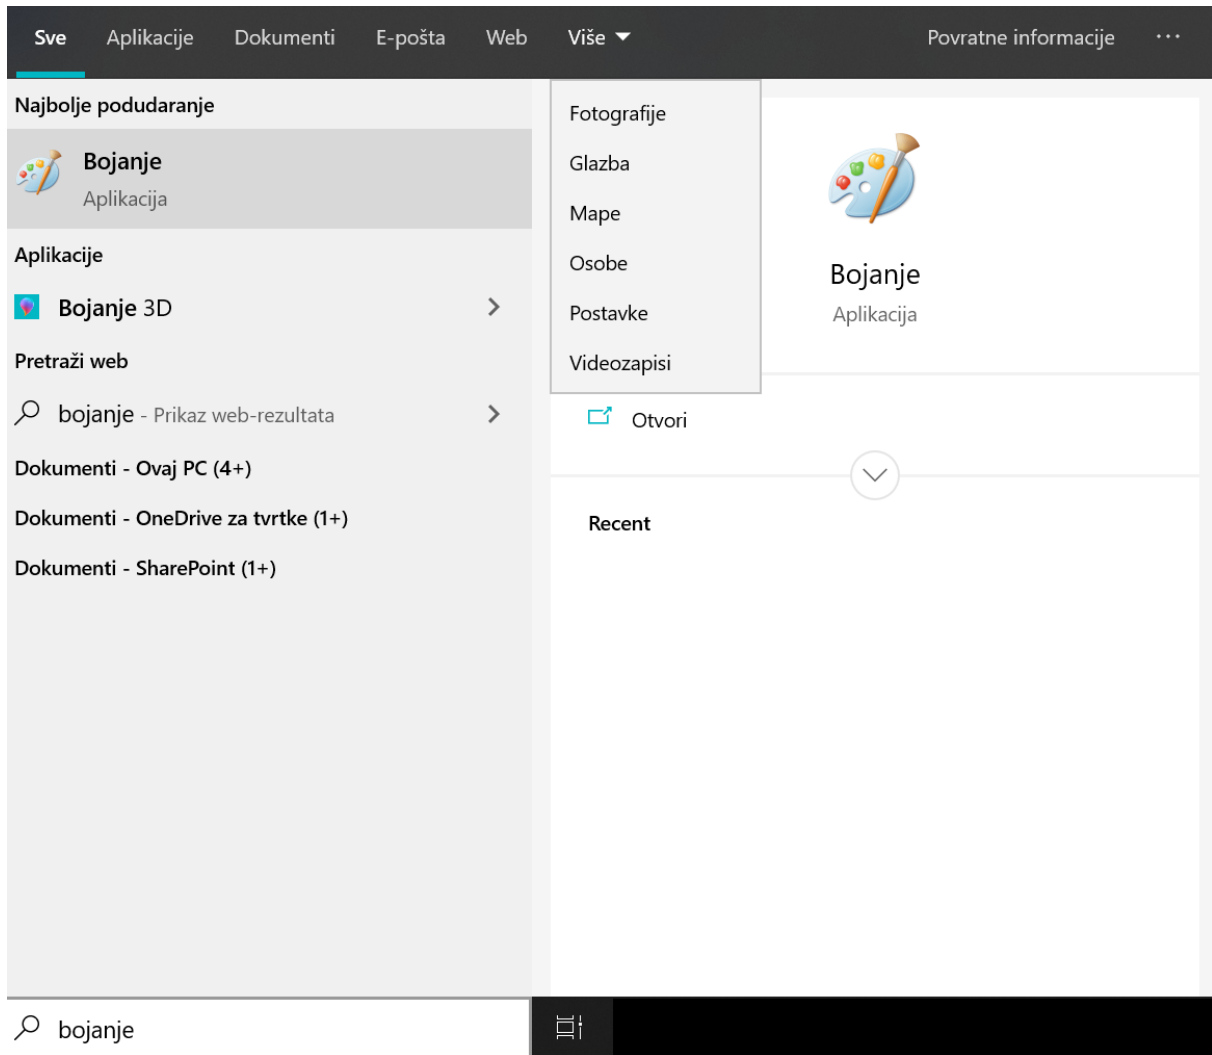 Sve Aplikacije Dokumenti E-pošta Web Više Povratne informacije ...
Najbolje podudaranje
Bojanje
Aplikacija
Aplikacije
Bojanje 3D
Pretraži web
bojanje - Prikaz web-rezultata
Dokumenti - Ovaj PC (4+)
Dokumenti - OneDrive za tvrtke (1+)
Dokumenti - SharePoint (1+)
Fotografije
Glazba
Mape
Osobe
Postavke
Videozapisi
Bojanje
Aplikacija
Otvori
Recent
bojanje